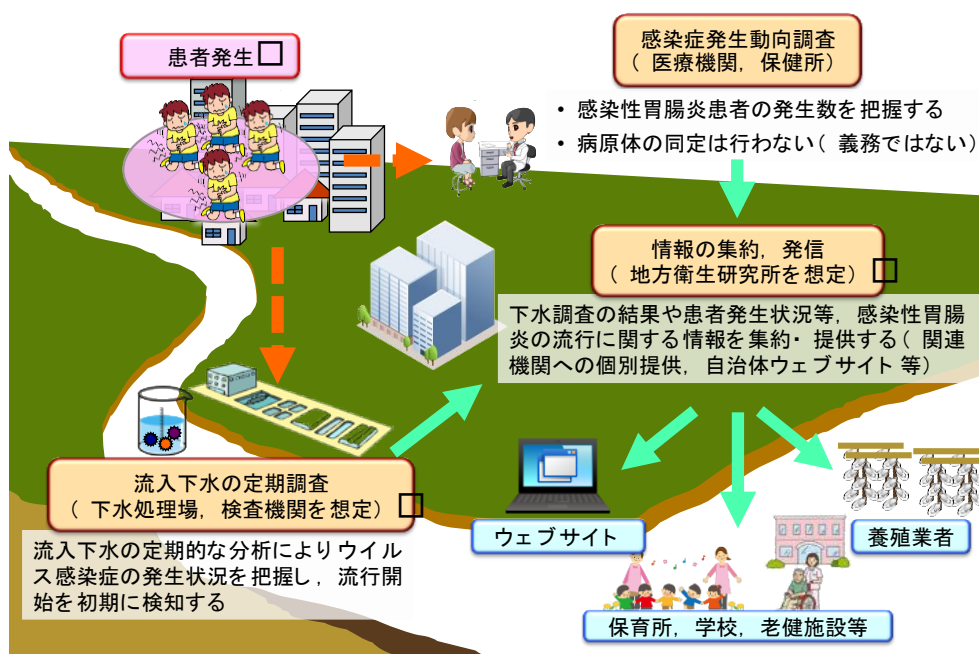 患者発生□
感染症発生動向調査
( 医療機関, 保健所)
• 感染性胃腸炎患者の発生数を把握する
• 病原体の同定は行わない( 義務ではない)
情報の集約, 発信
( 地方衛生研究所を想定)□
下水調査の結果や患者発生状況等, 感染性胃腸
炎の流行に関する情報を集約・提供する( 関連
機関への個別提供, 自治体ウェブサイト等)
流入下水の定期調査
( 下水処理場, 検査機関を想定)□
流入下水の定期的な分析によりウイル
ス感染症の発生状況を把握し, 流行開
始を初期に検知する
ウェブサイト
養殖業者
保育所, 学校, 老健施設等